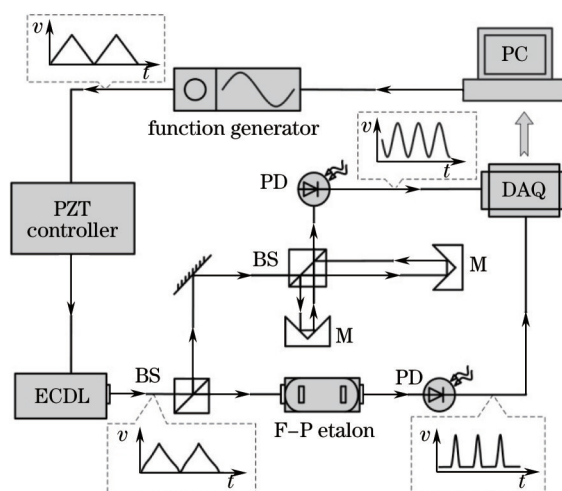 v
t
PC
function generator
v
t
PD
DAQ
PZT
controller
BS
M
M
ECDL
BS
F-P etalon
PD
v
t
v
t